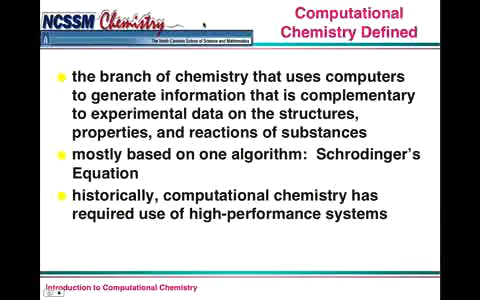 NCSSM Chemistry
The North Carolina School of Science and Mathematics
Computational
Chemistry Defined
the branch of chemistry that uses computers
to generate information that is complementary
to experimental data on the structures,
properties, and reactions of substances
mostly based on one algorithm: Schrodinger's
Equation
historically, computational chemistry has
required use of high-performance systems
Introduction to Computational Chemistry